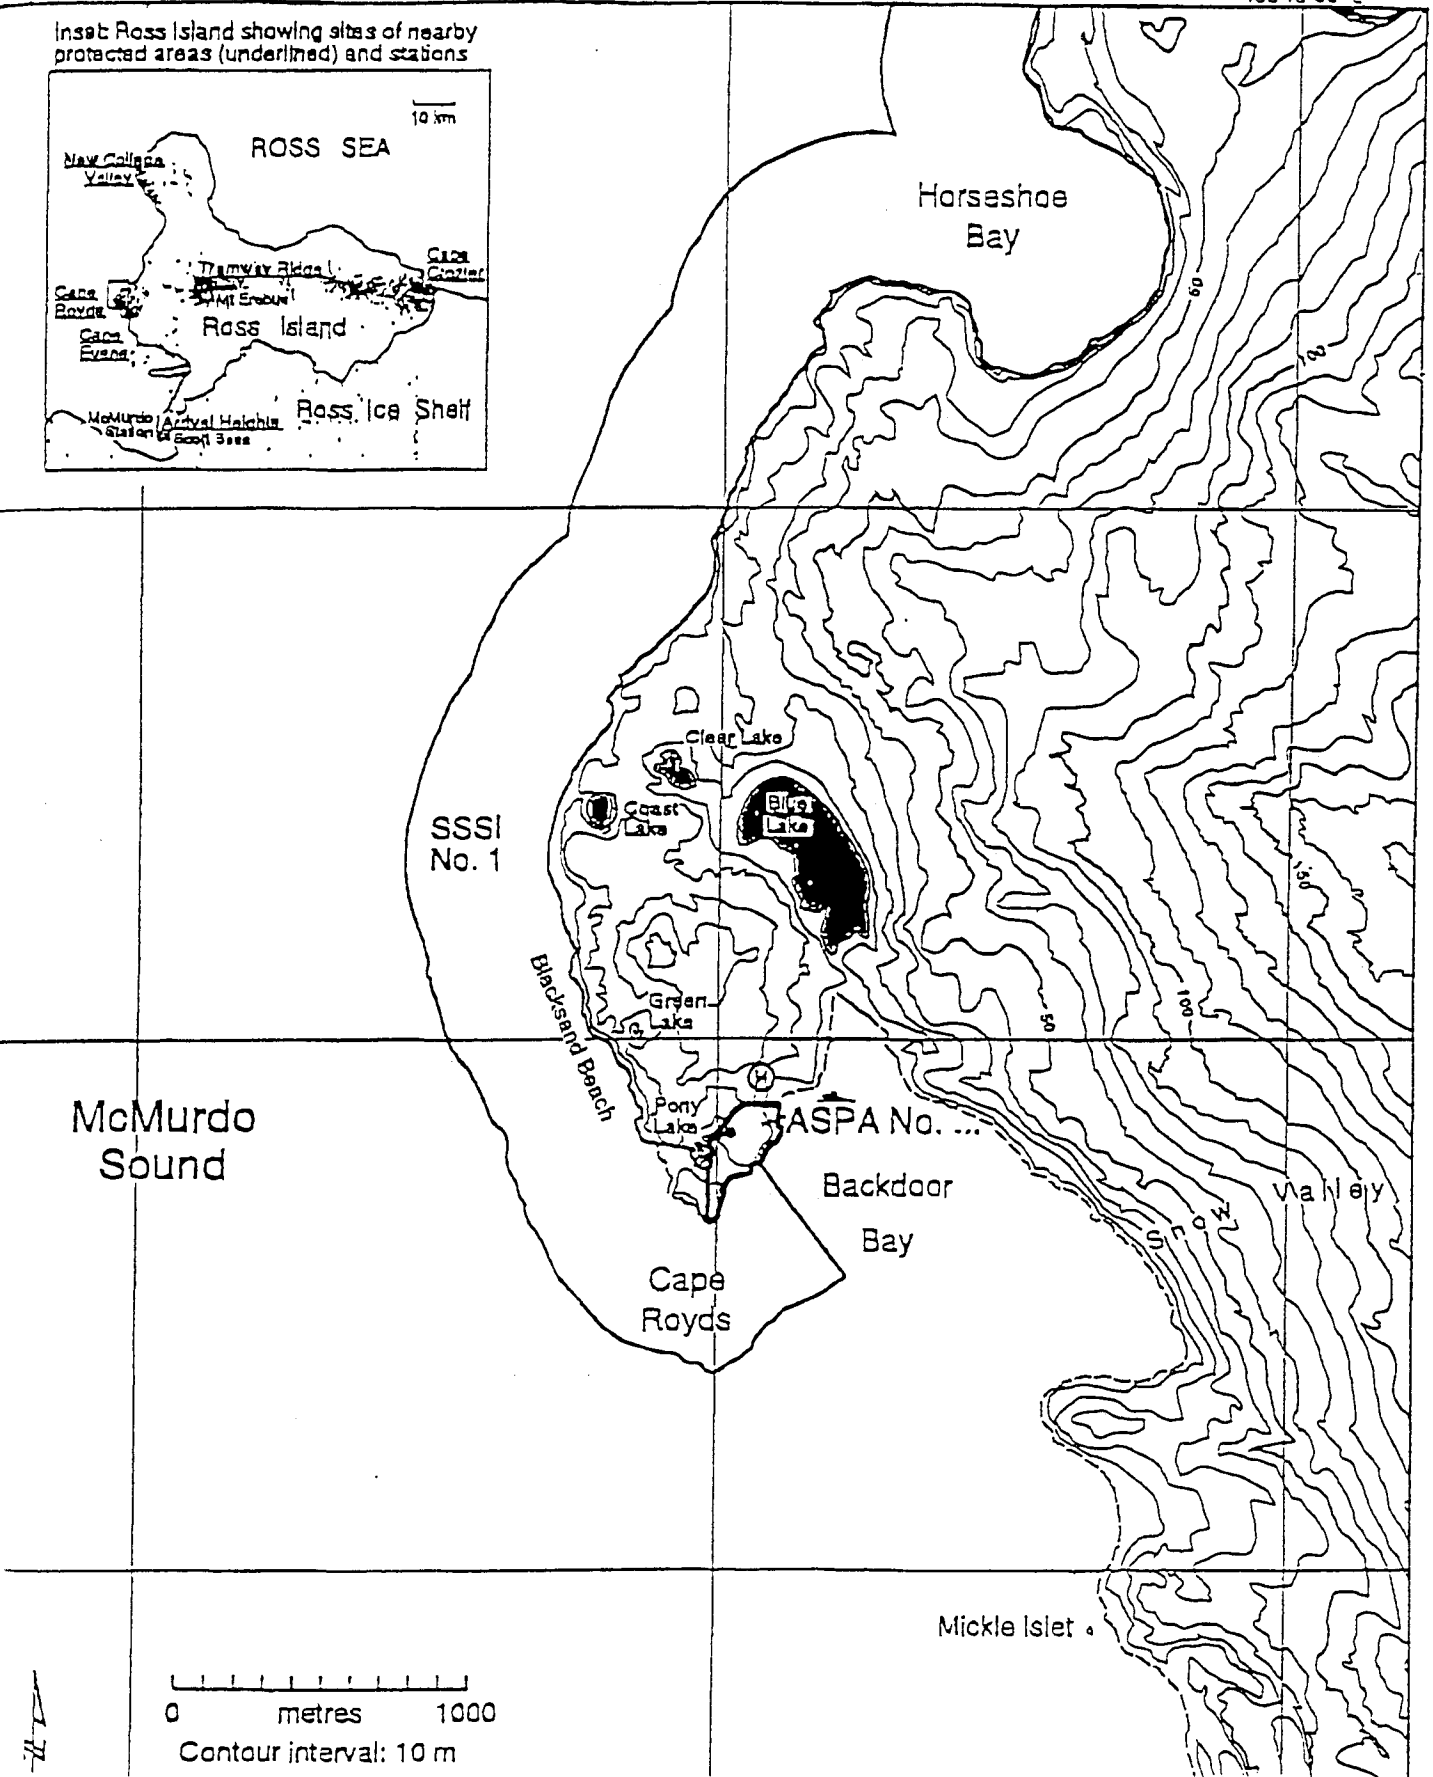 Inset: Ross Island showing sites of nearby
protected areas (underlined) and stations
10 km
ROSS SEA
New College
Valley
Cape
Crozier
Tramway Ridge
Mt Erebus
Cape
Royds
Ross Island
Cape
Evans
Ross Ice Shelf
McMurdo
Station
Arrival Heights
Scott Base
Horseshoe
Bay
60
Clear Lake
Coast
Lake
Blue
Lake
SSSI
No. 1
150
Blacksand Beach
Green
Lake
100
50
H
McMurdo
Sound
Pony
Lake
ASPA No. ...
Backdoor
Bay
Snow Valley
Cape
Royds
Mickle Islet
0 metres 1000
Contour interval: 10 m